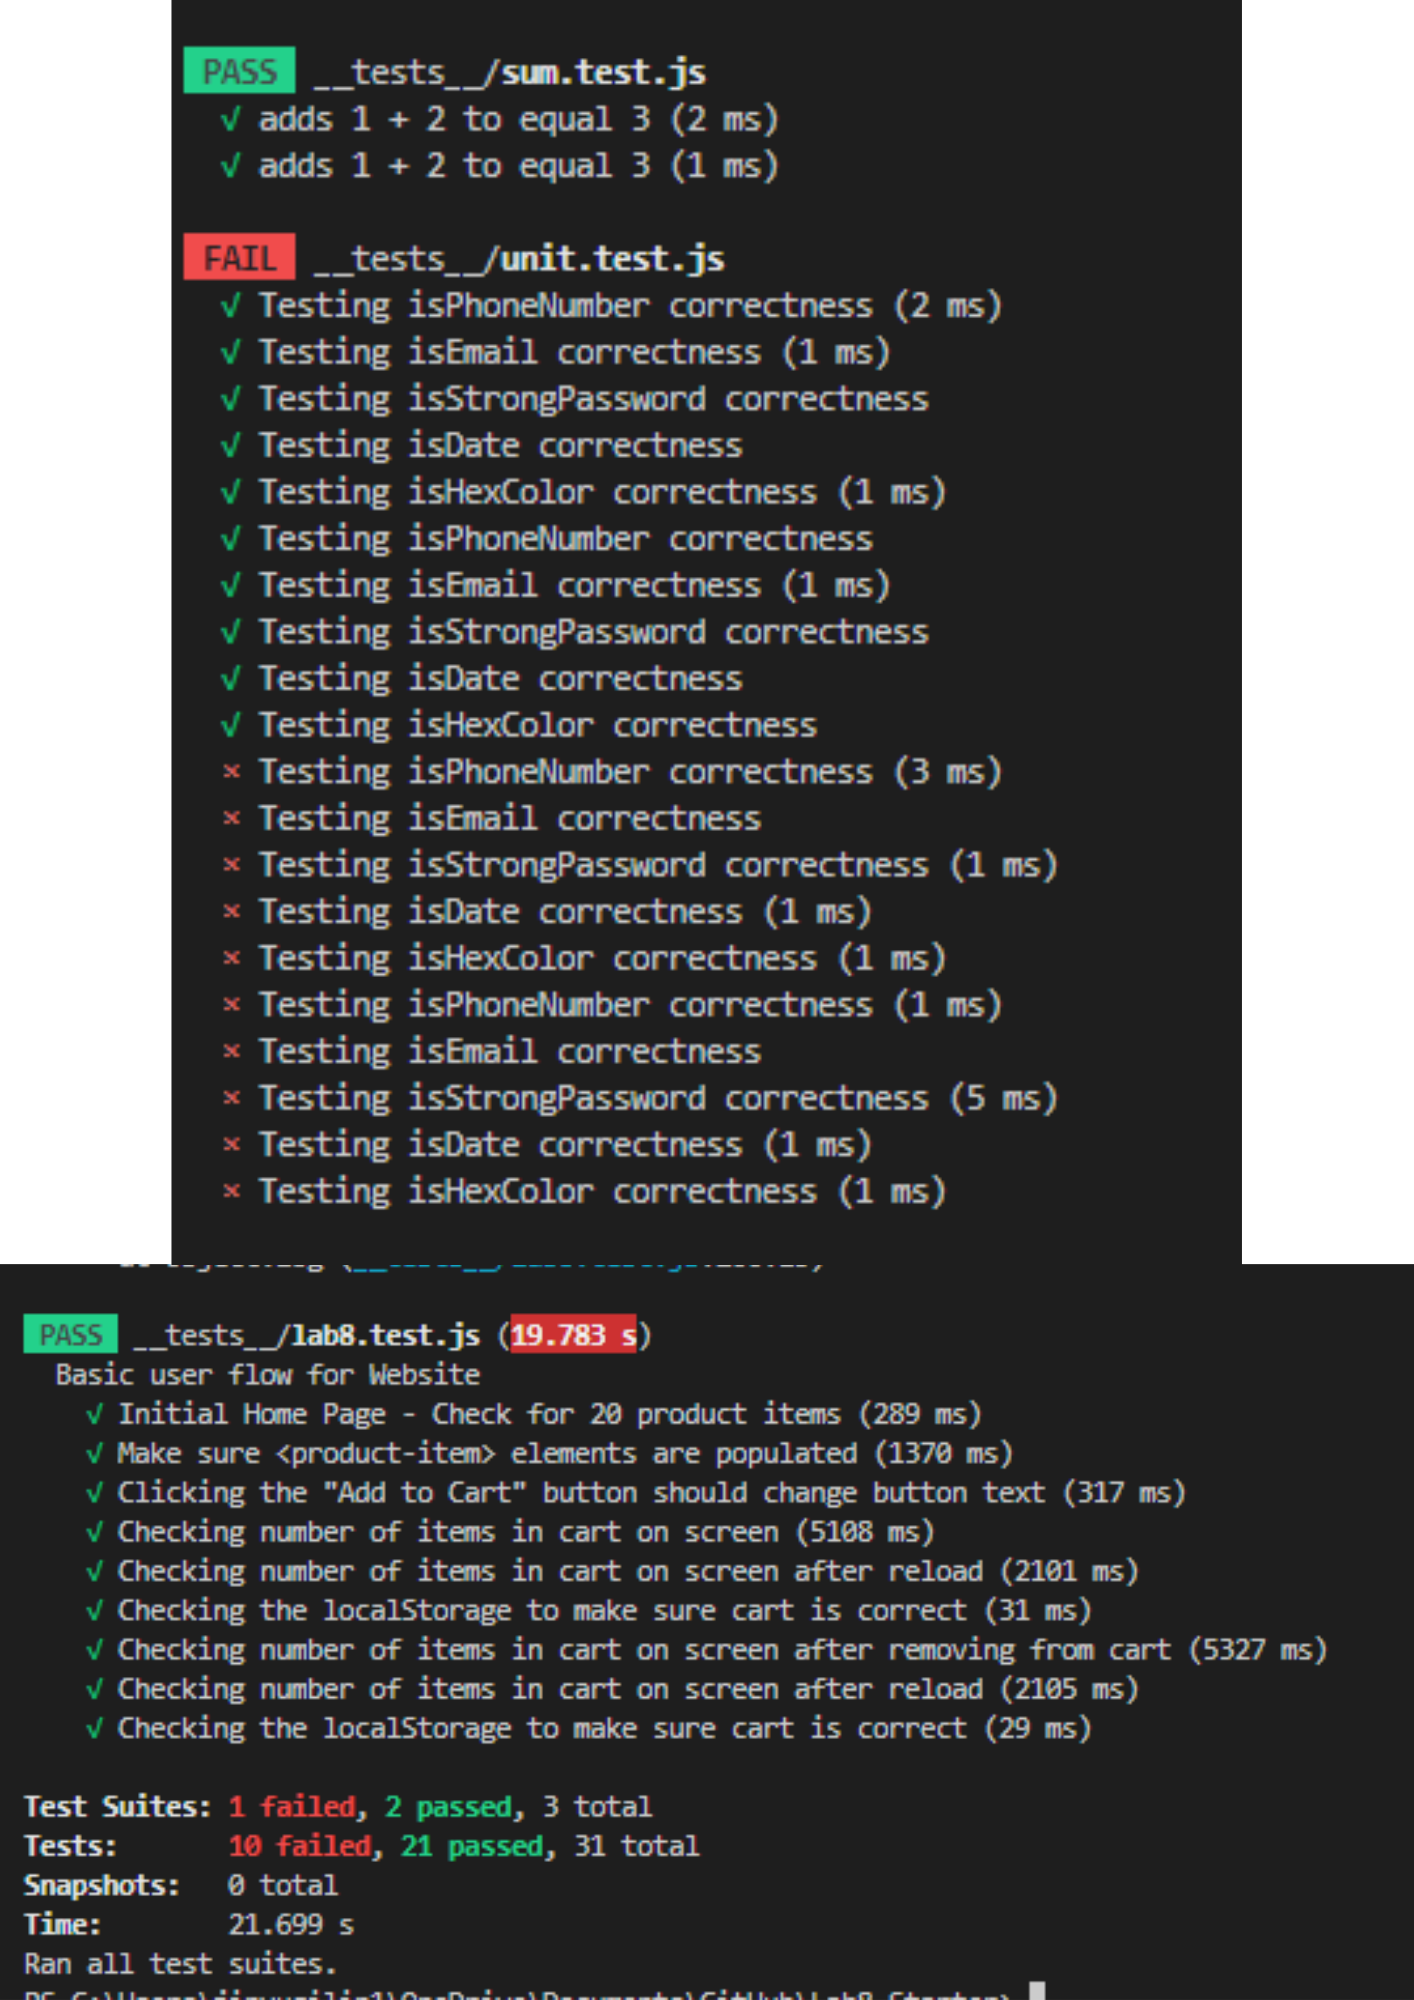 PASS __tests__/sum.test.js
√ adds 1 + 2 to equal 3 (2 ms)
√ adds 1 + 2 to equal 3 (1 ms)
FAIL __tests__/unit.test.js
√ Testing isPhoneNumber correctness (2 ms)
√ Testing isEmail correctness (1 ms)
√ Testing isStrongPassword correctness
√ Testing isDate correctness
√ Testing isHexColor correctness (1 ms)
√ Testing isPhoneNumber correctness
√ Testing isEmail correctness (1 ms)
√ Testing isStrongPassword correctness
√ Testing isDate correctness
√ Testing isHexColor correctness
× Testing isPhoneNumber correctness (3 ms)
× Testing isEmail correctness
× Testing isStrongPassword correctness (1 ms)
× Testing isDate correctness (1 ms)
× Testing isHexColor correctness (1 ms)
× Testing isPhoneNumber correctness (1 ms)
× Testing isEmail correctness
× Testing isStrongPassword correctness (5 ms)
× Testing isDate correctness (1 ms)
× Testing isHexColor correctness (1 ms)
PASS __tests__/lab8.test.js (19.783 s)
Basic user flow for Website
√ Initial Home Page - Check for 20 product items (289 ms)
√ Make sure <product-item> elements are populated (1370 ms)
√ Clicking the "Add to Cart" button should change button text (317 ms)
√ Checking number of items in cart on screen (5108 ms)
√ Checking number of items in cart on screen after reload (2101 ms)
√ Checking the localStorage to make sure cart is correct (31 ms)
√ Checking number of items in cart on screen after removing from cart (5327 ms)
√ Checking number of items in cart on screen after reload (2105 ms)
√ Checking the localStorage to make sure cart is correct (29 ms)
Test Suites: 1 failed, 2 passed, 3 total
Tests: 10 failed, 21 passed, 31 total
Snapshots: 0 total
Time: 21.699 s
Ran all test suites.